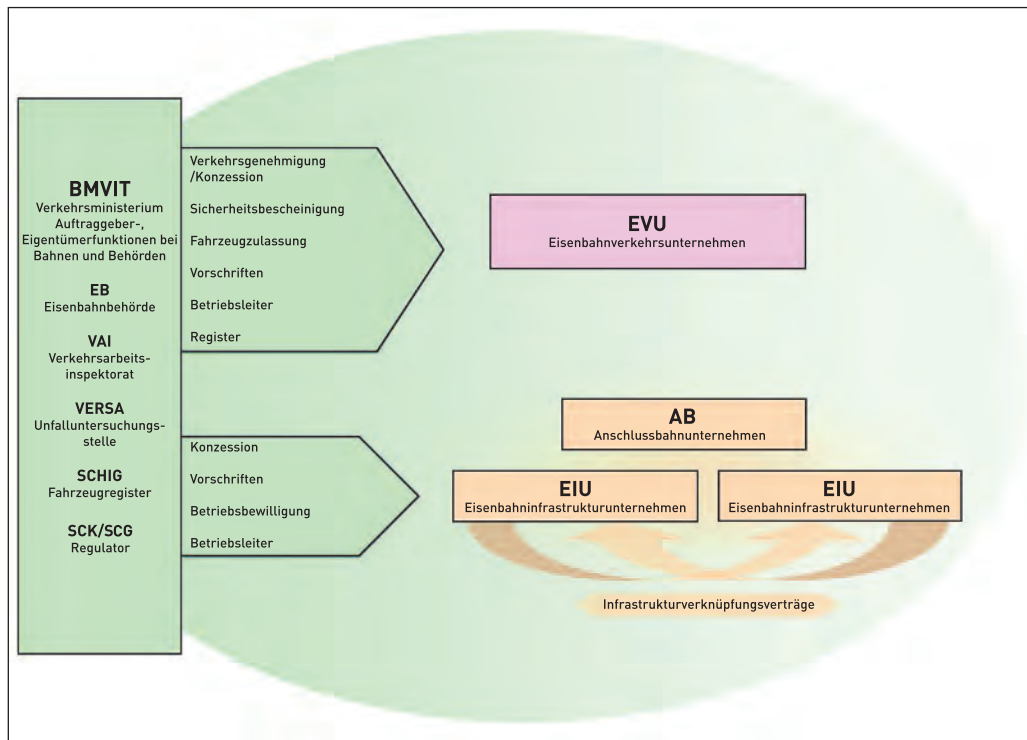 BMVIT
Verkehrsministerium
Auftraggeber-,
Eigentümerfunktionen bei
Bahnen und Behörden
EB
Eisenbahnbehörde
VAI
Verkehrsarbeits-
inspektorat
VERSA
Unfalluntersuchungs-
stelle
SCHIG
Fahrzeugregister
SCK/SCG
Regulator
Verkehrsgenehmigung
/Konzession
Sicherheitsbescheinigung
Fahrzeugzulassung
Vorschriften
Betriebsleiter
Register
Konzession
Vorschriften
Betriebsbewilligung
Betriebsleiter
EVU
Eisenbahnverkehrsunternehmen
AB
Anschlussbahnunternehmen
EIU
Eisenbahninfrastrukturunternehmen
EIU
Eisenbahninfrastrukturunternehmen
Infrastrukturverknüpfungsverträge